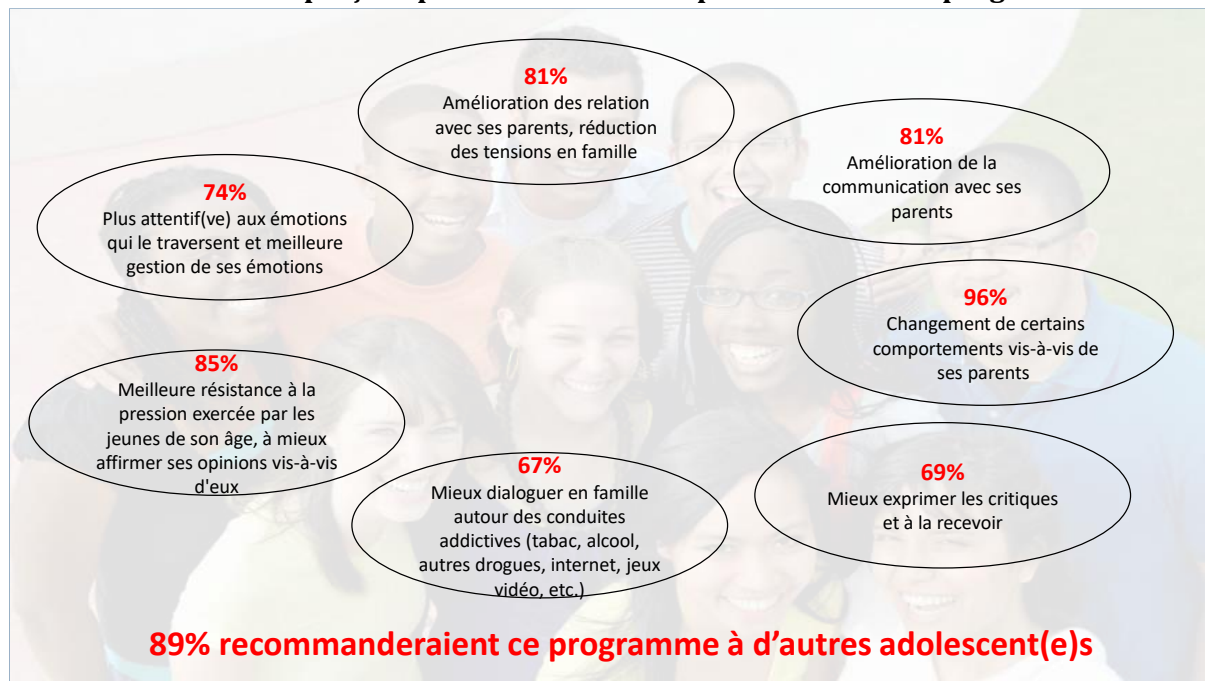 81%
Amélioration des relation
avec ses parents, réduction
des tensions en famille
81%
Amélioration de la
communication avec ses
parents
74%
Plus attentif(ve) aux émotions
qui le traversent et meilleure
gestion de ses émotions
96%
Changement de certains
comportements vis-à-vis de
ses parents
85%
Meilleure résistance à la
pression exercée par les
jeunes de son âge, à mieux
affirmer ses opinions vis-à-vis
d'eux
67%
Mieux dialoguer en famille
autour des conduites
addictives (tabac, alcool,
autres drogues, internet, jeux
vidéo, etc.)
69%
Mieux exprimer les critiques
et à la recevoir
89% recommanderaient ce programme à d’autres adolescent(e)s